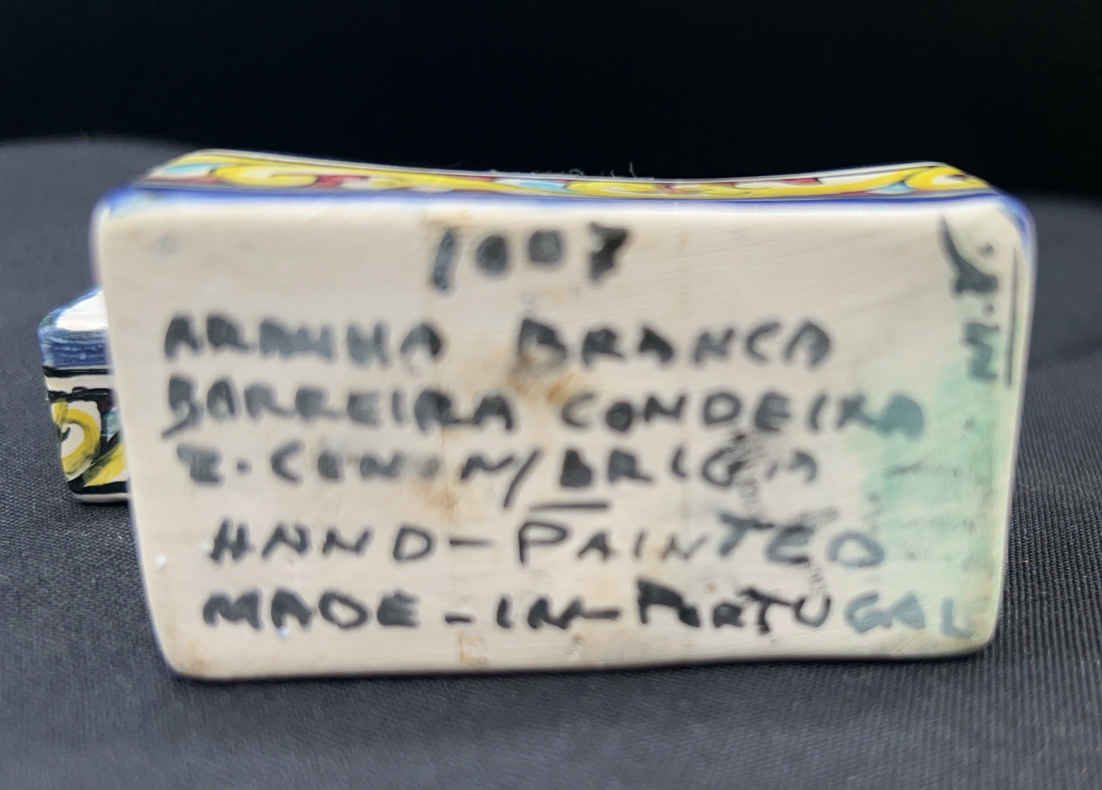 1007
ARANHA BRANCA
BARREIRA CONDEIXA
HAND-PAINTED
MADE-IN-PORTUGAL